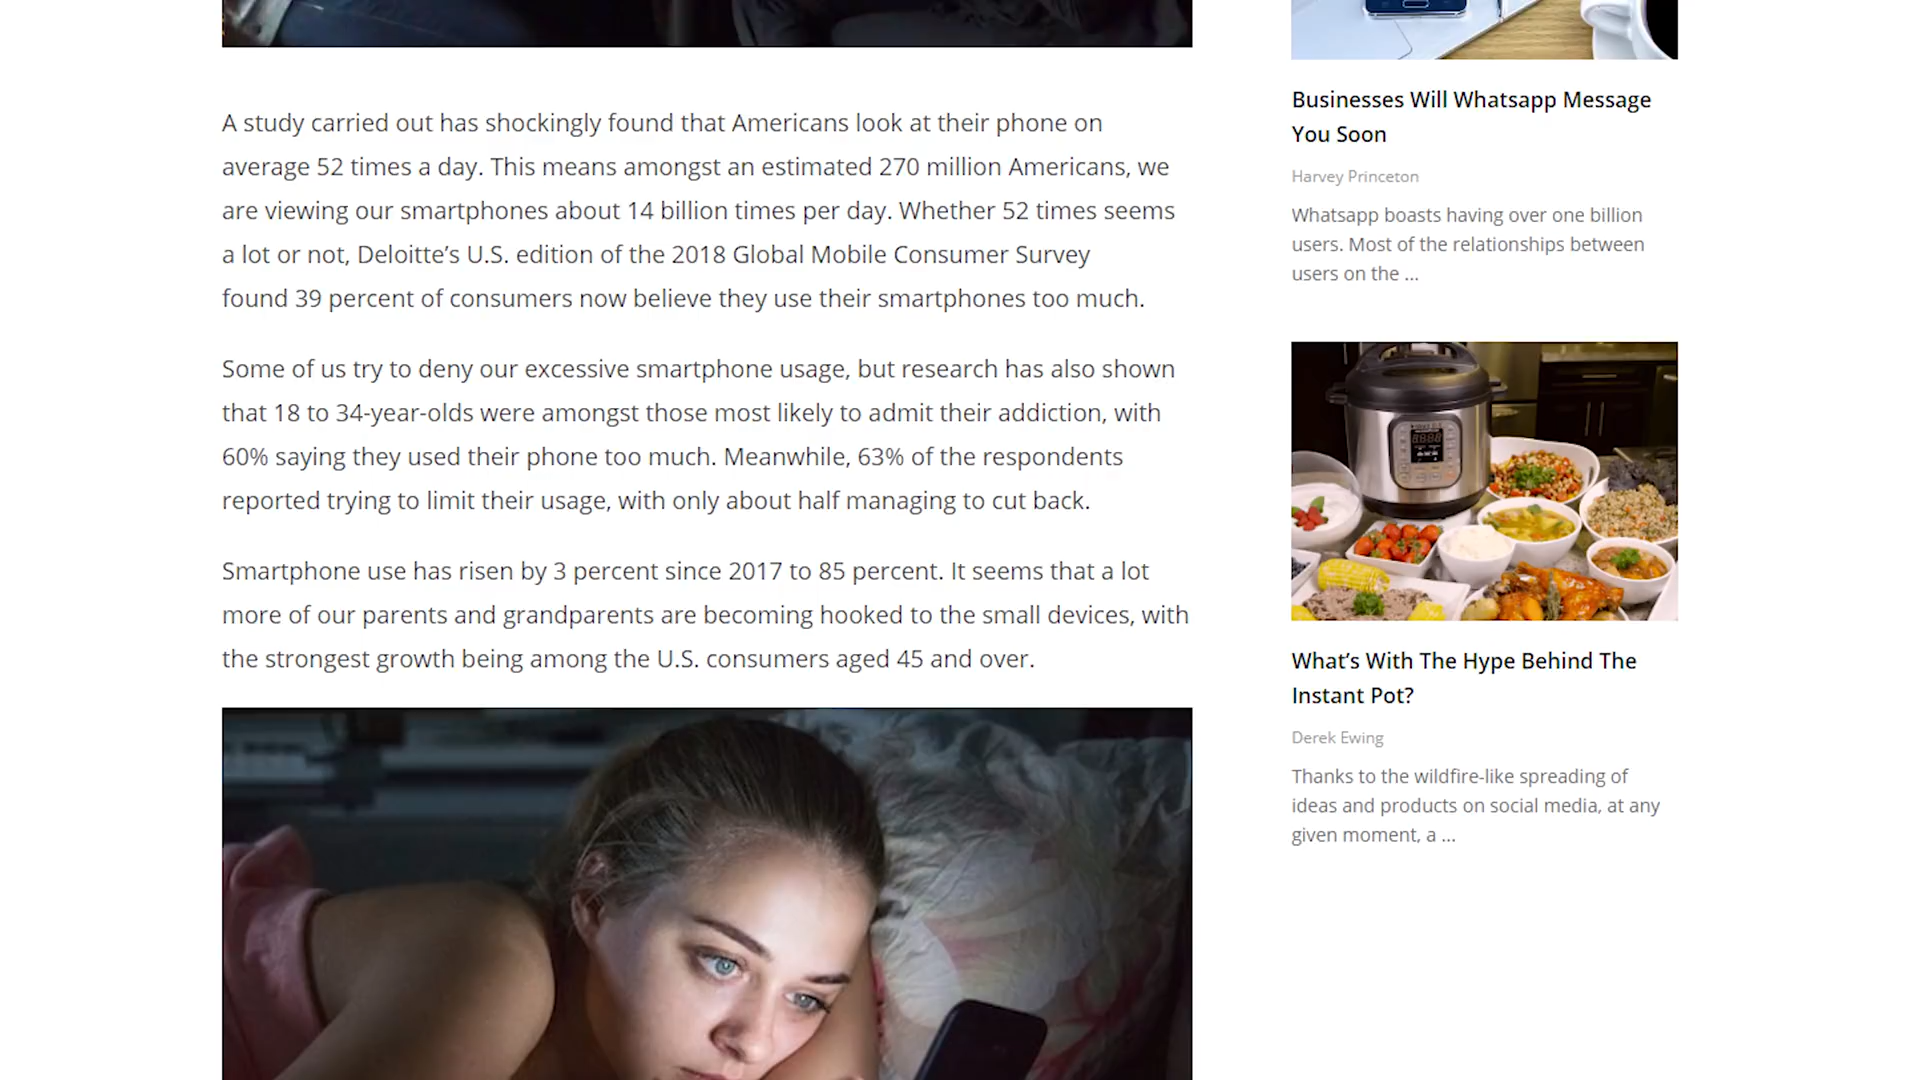 A study carried out has shockingly found that Americans look at their phone on
average 52 times a day. This means amongst an estimated 270 million Americans, we
are viewing our smartphones about 14 billion times per day. Whether 52 times seems
a lot or not, Deloitte’s U.S. edition of the 2018 Global Mobile Consumer Survey
found 39 percent of consumers now believe they use their smartphones too much.
Some of us try to deny our excessive smartphone usage, but research has also shown
that 18 to 34-year-olds were amongst those most likely to admit their addiction, with
60% saying they used their phone too much. Meanwhile, 63% of the respondents
reported trying to limit their usage, with only about half managing to cut back.
Smartphone use has risen by 3 percent since 2017 to 85 percent. It seems that a lot
more of our parents and grandparents are becoming hooked to the small devices, with
the strongest growth being among the U.S. consumers aged 45 and over.
Businesses Will Whatsapp Message
You Soon
Harvey Princeton
Whatsapp boasts having over one billion
users. Most of the relationships between
users on the ...
What’s With The Hype Behind The
Instant Pot?
Derek Ewing
Thanks to the wildfire-like spreading of
ideas and products on social media, at any
given moment, a ...